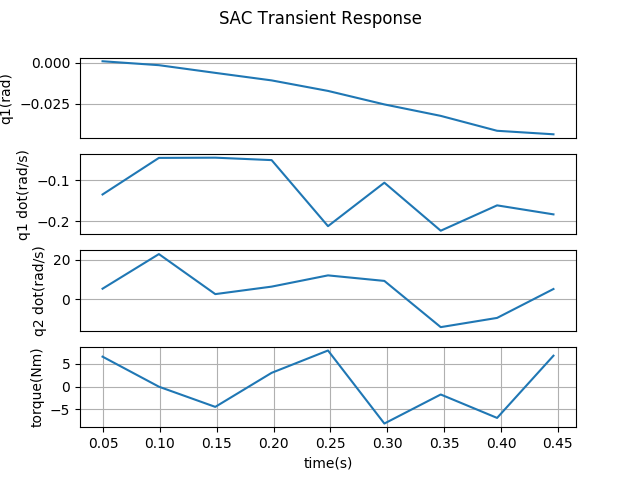 SAC Transient Response
0.000
−0.025
q1(rad)
−0.1
−0.2
q1 dot(rad/s)
20
0
q2 dot(rad/s)
5
0
−5
torque(Nm)
0.05 0.10 0.15 0.20 0.25 0.30 0.35 0.40 0.45
time(s)